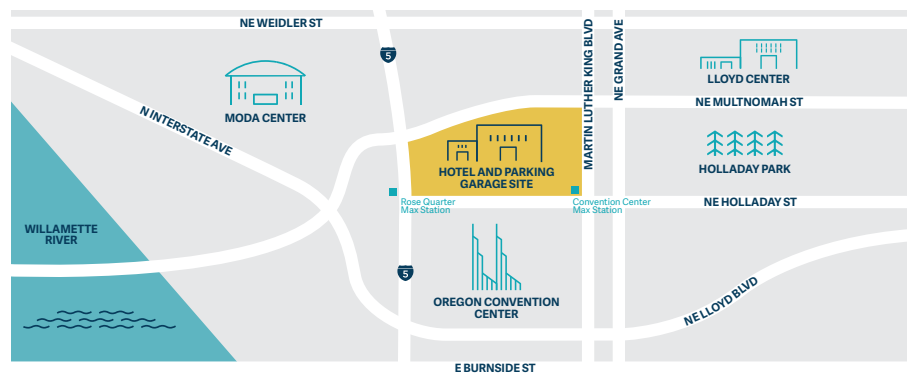 NE WEIDLER ST
5
MARTIN LUTHER KING BLVD
NE GRAND AVE
LLOYD CENTER
MODA CENTER
NE MULTNOMAH ST
N INTERSTATE AVE
HOTEL AND PARKING
GARAGE SITE
HOLLADAY PARK
Rose Quarter
Max Station
Convention Center
Max Station
NE HOLLADAY ST
WILLAMETTE
RIVER
5
OREGON CONVENTION
CENTER
NE LLOYD BLVD
E BURNSIDE ST